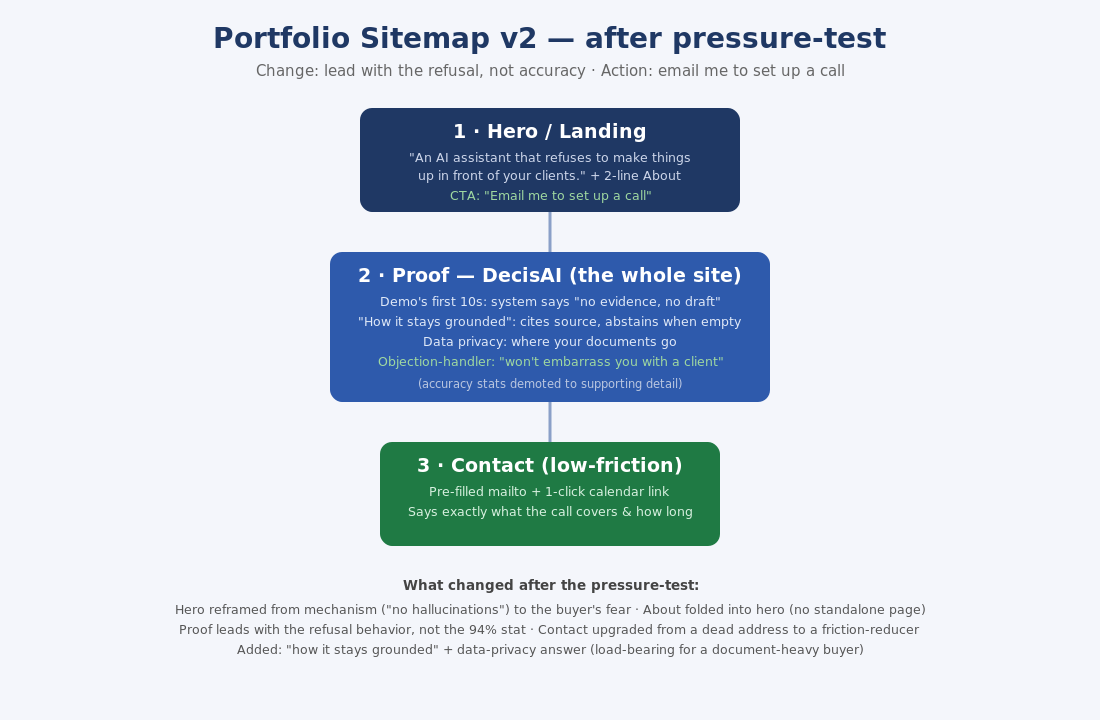 Portfolio Sitemap v2 — after pressure-test
Change: lead with the refusal, not accuracy · Action: email me to set up a call
1 · Hero / Landing
"An AI assistant that refuses to make things
up in front of your clients." + 2-line About
CTA: "Email me to set up a call"
2 · Proof — DecisAI (the whole site)
Demo's first 10s: system says "no evidence, no draft"
"How it stays grounded": cites source, abstains when empty
Data privacy: where your documents go
Objection-handler: "won't embarrass you with a client"
(accuracy stats demoted to supporting detail)
3 · Contact (low-friction)
Pre-filled mailto + 1-click calendar link
Says exactly what the call covers & how long
What changed after the pressure-test:
Hero reframed from mechanism ("no hallucinations") to the buyer's fear · About folded into hero (no standalone page)
Proof leads with the refusal behavior, not the 94% stat · Contact upgraded from a dead address to a friction-reducer
Added: "how it stays grounded" + data-privacy answer (load-bearing for a document-heavy buyer)